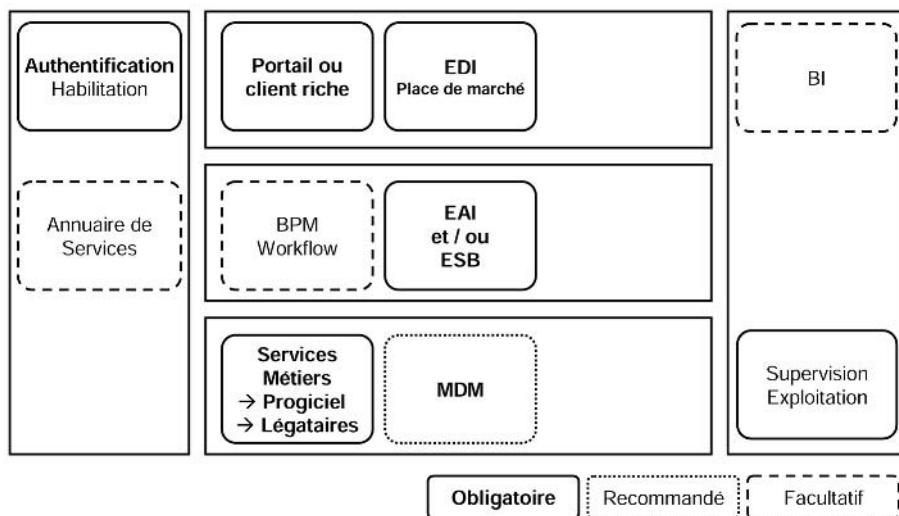 Authentification
Habilitation
Portail ou
client riche
EDI
Place de marché
BI
Annuaire de
Services
BPM
Workflow
EAI
et / ou
ESB
Services
Métiers
→ Progiciel
→ Légataires
MDM
Supervision
Exploitation
Obligatoire
Recommandé
Facultatif